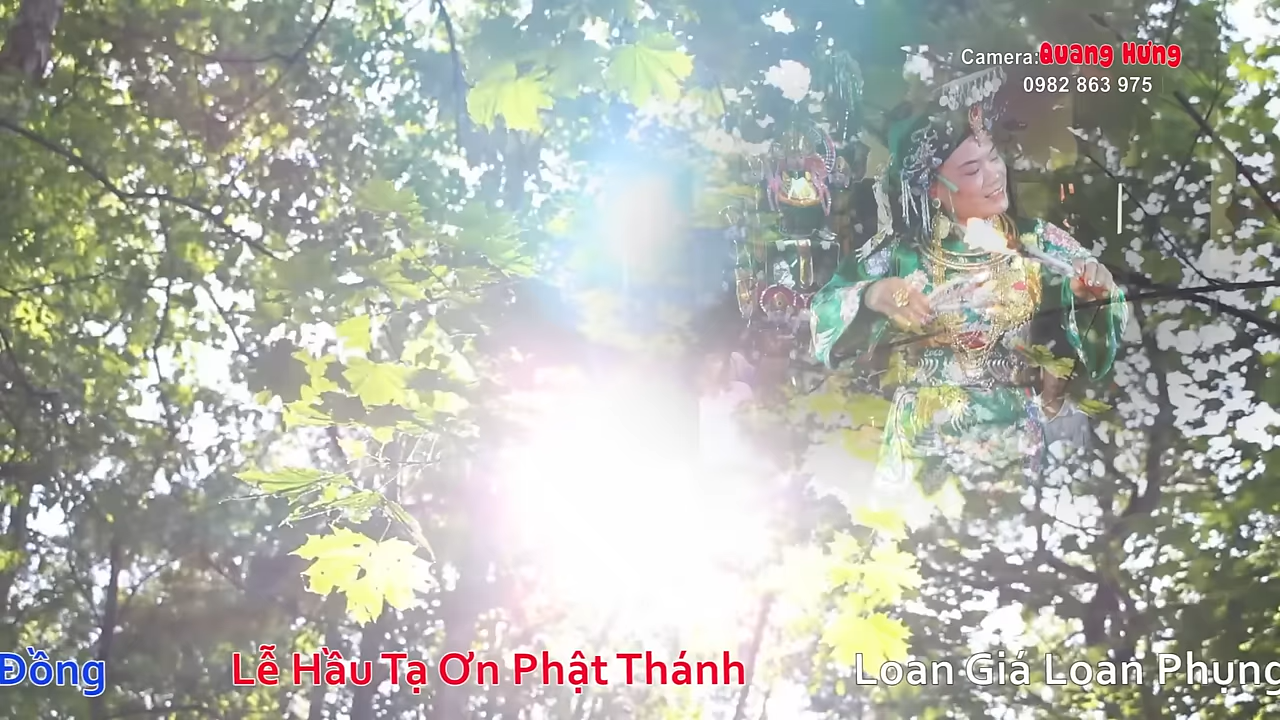 Camera:Quang Hưng
0982 863 975
Đồng Lễ Hầu Tạ Ơn Phật Thánh Loan Giá Loan Phụng